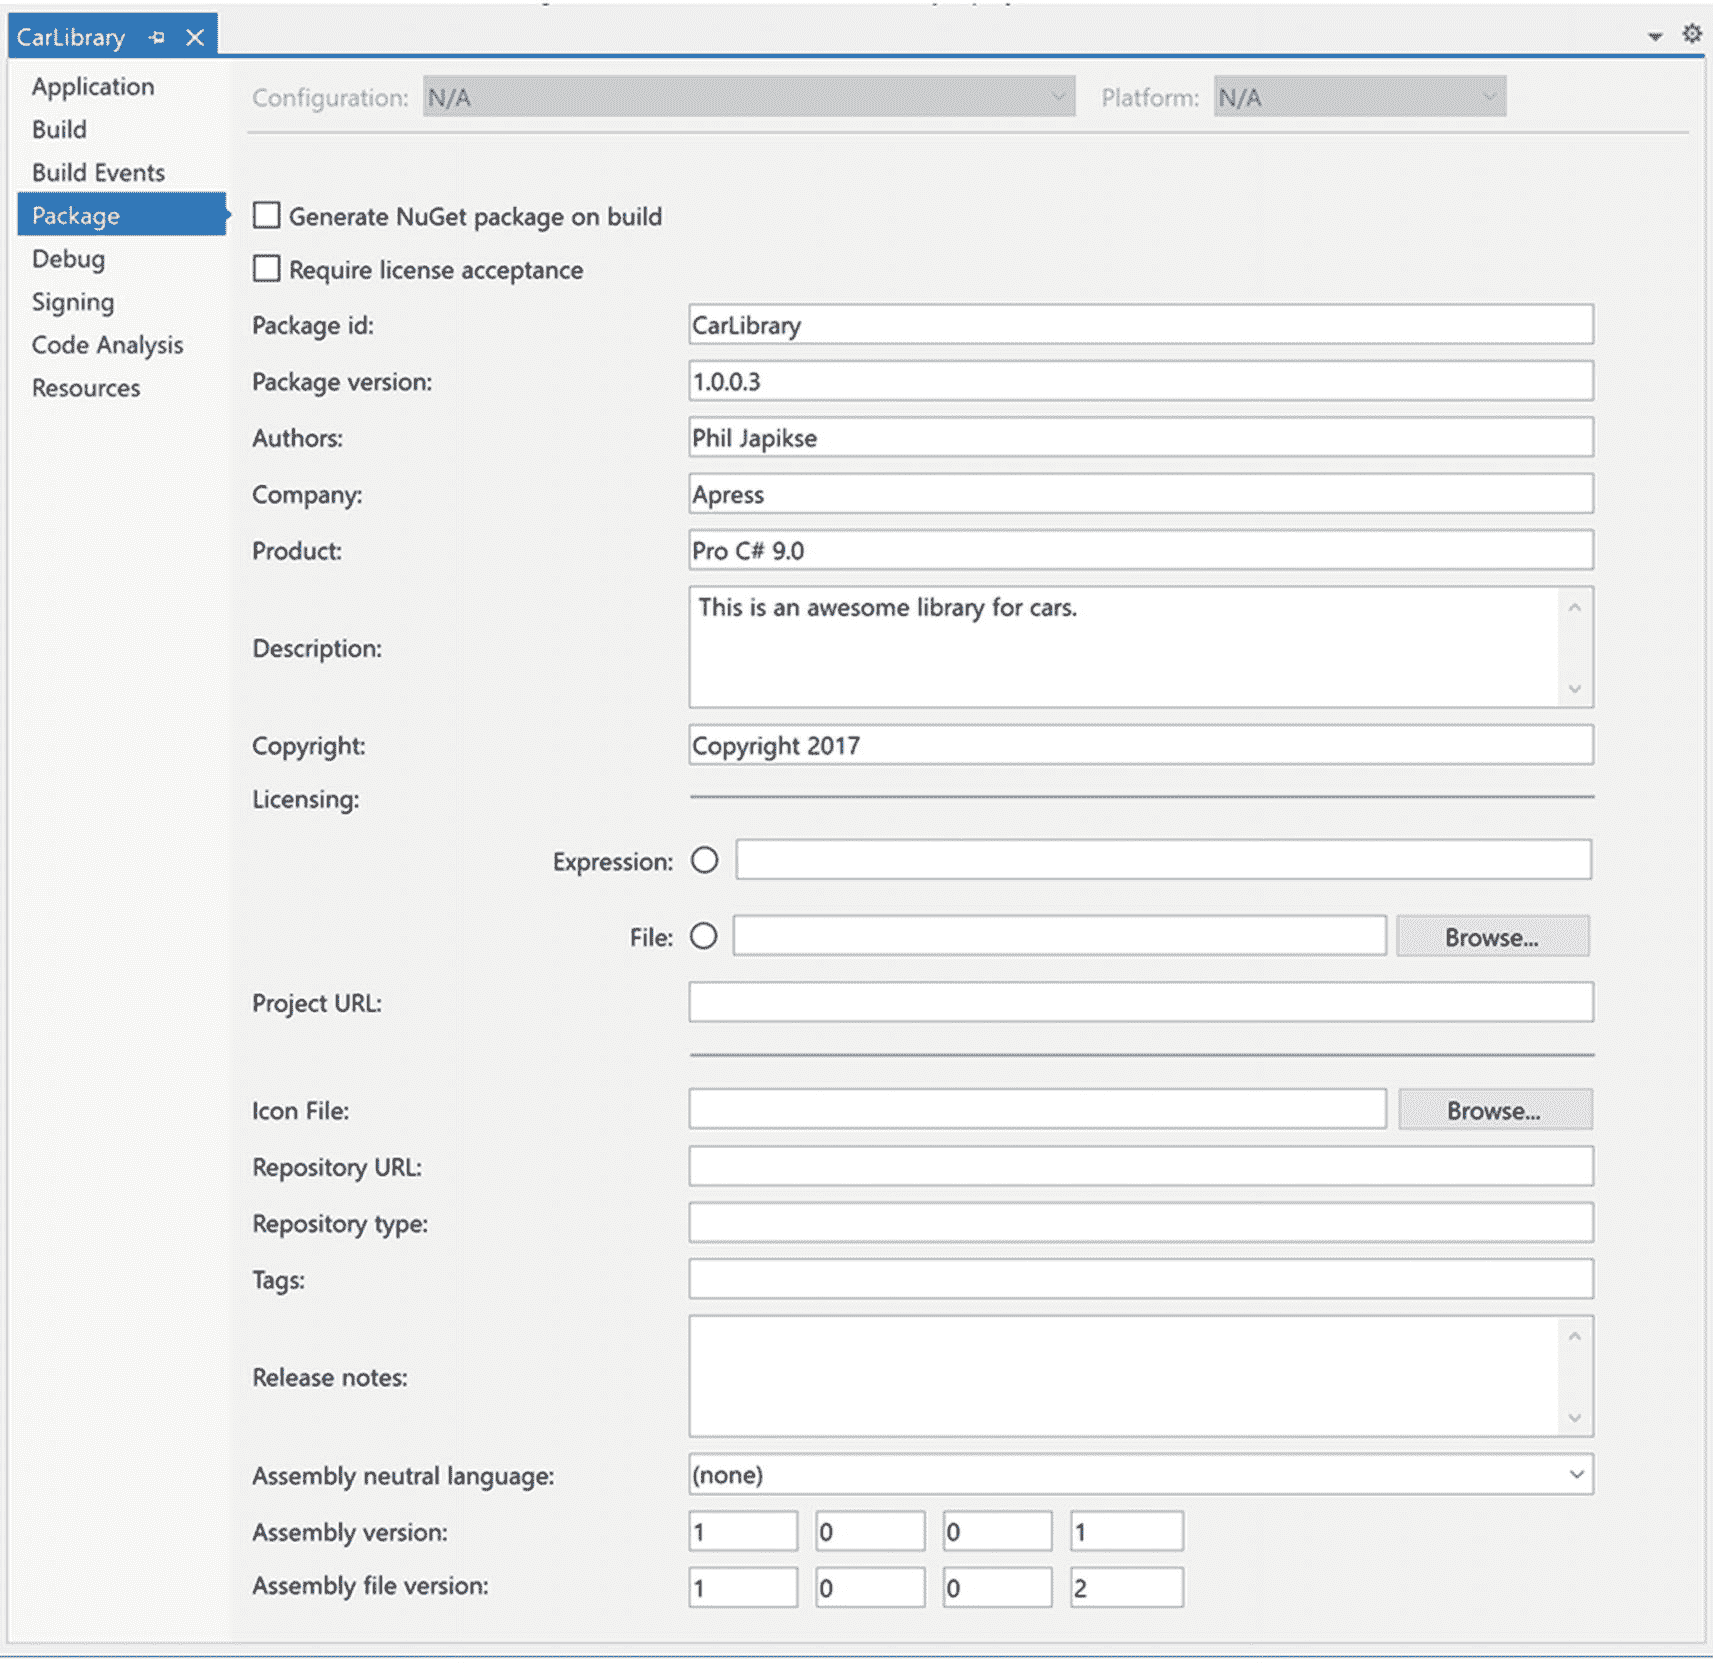 CarLibrary
Application
Build
Build Events
Package
Debug
Signing
Code Analysis
Resources
Configuration: N/A Platform: N/A
Generate NuGet package on build
Require license acceptance
Package id: CarLibrary
Package version: 1.0.0.3
Authors: Phil Japikse
Company: Apress
Product: Pro C# 9.0
Description: This is an awesome library for cars.
Copyright: Copyright 2017
Licensing:
Expression:
File: Browse...
Project URL:
Icon File: Browse...
Repository URL:
Repository type:
Tags:
Release notes:
Assembly neutral language: (none)
Assembly version: 1 0 0 1
Assembly file version: 1 0 0 2